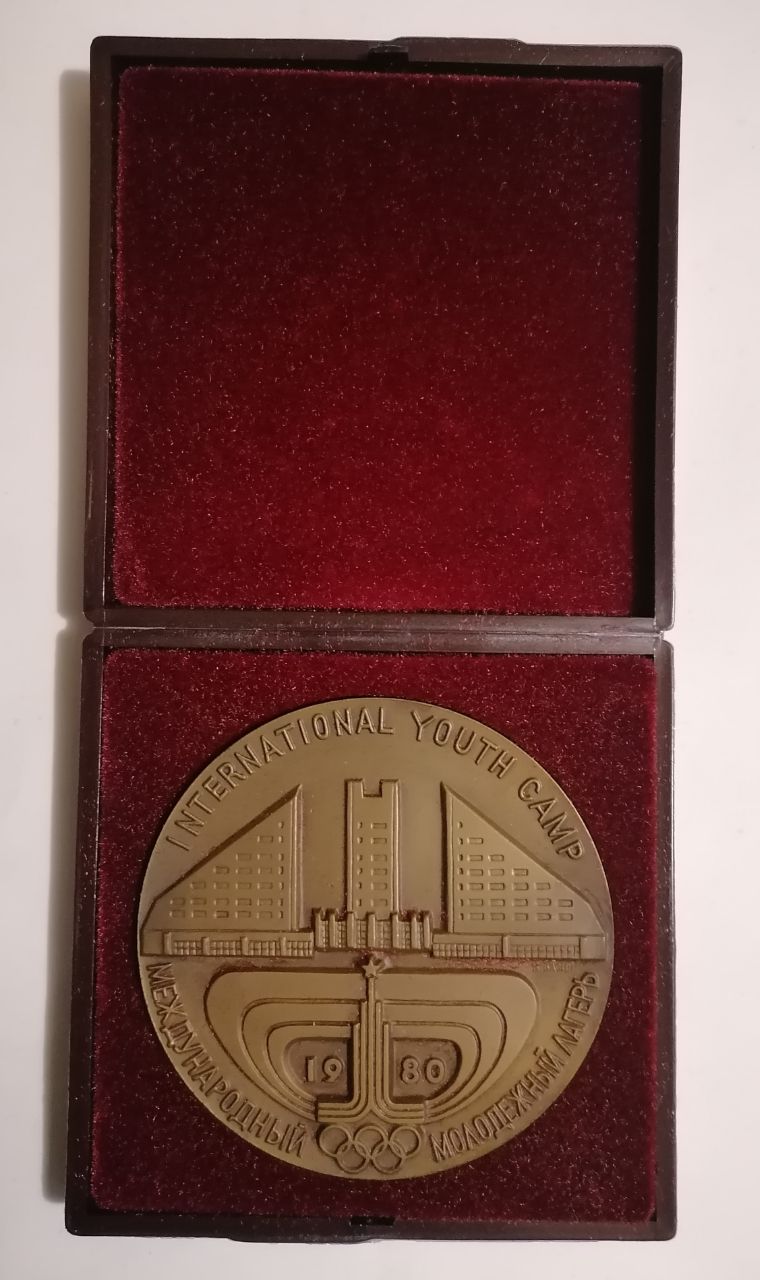 INTERNATIONAL YOUTH CAMP
19 80
МЕЖДУНАРОДНЫЙ МОЛОДЕЖНЫЙ ЛАГЕРЬ